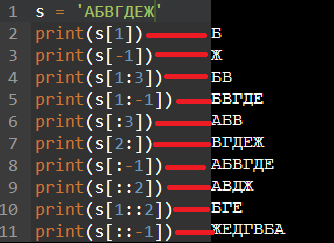 1 s = 'АБВГДЕЖ'
2 print(s[1]) Б
3 print(s[-1]) Ж
4 print(s[1:3]) БВ
5 print(s[1:-1]) БВГДЕ
6 print(s[:3]) АБВ
7 print(s[2:]) ВГДЕЖ
8 print(s[:-1]) АБВГДЕ
9 print(s[::2]) АВДЖ
10 print(s[1::2]) БГЕ
11 print(s[::-1]) ЖЕДГВБА